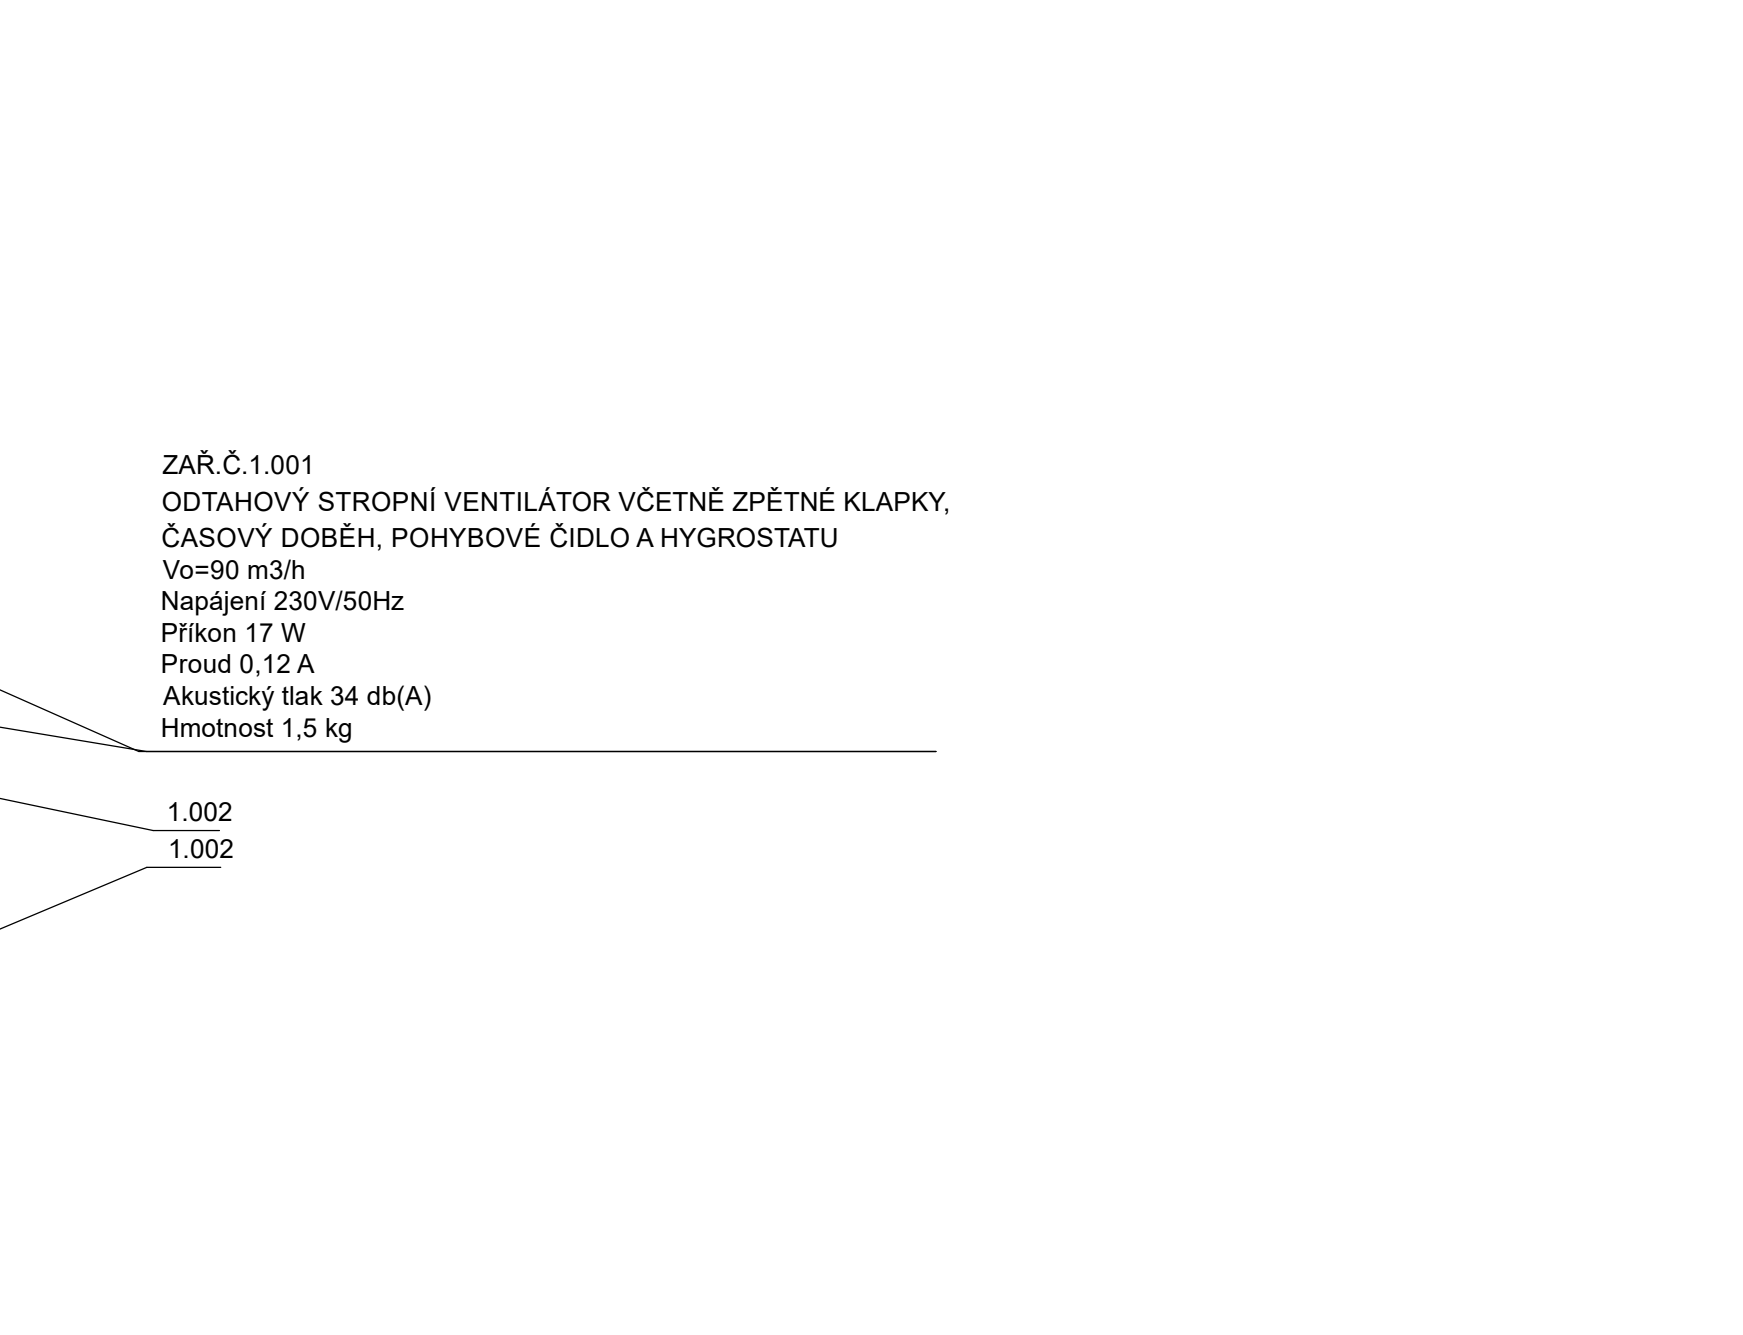 ZAŘ.Č.1.001
ODTAHOVÝ STROPNÍ VENTILÁTOR VČETNĚ ZPĚTNÉ KLAPKY,
ČASOVÝ DOBĚH, POHYBOVÉ ČIDLO A HYGROSTATU
Vo=90 m3/h
Napájení 230V/50Hz
Příkon 17 W
Proud 0,12 A
Akustický tlak 34 db(A)
Hmotnost 1,5 kg
1.002
1.002